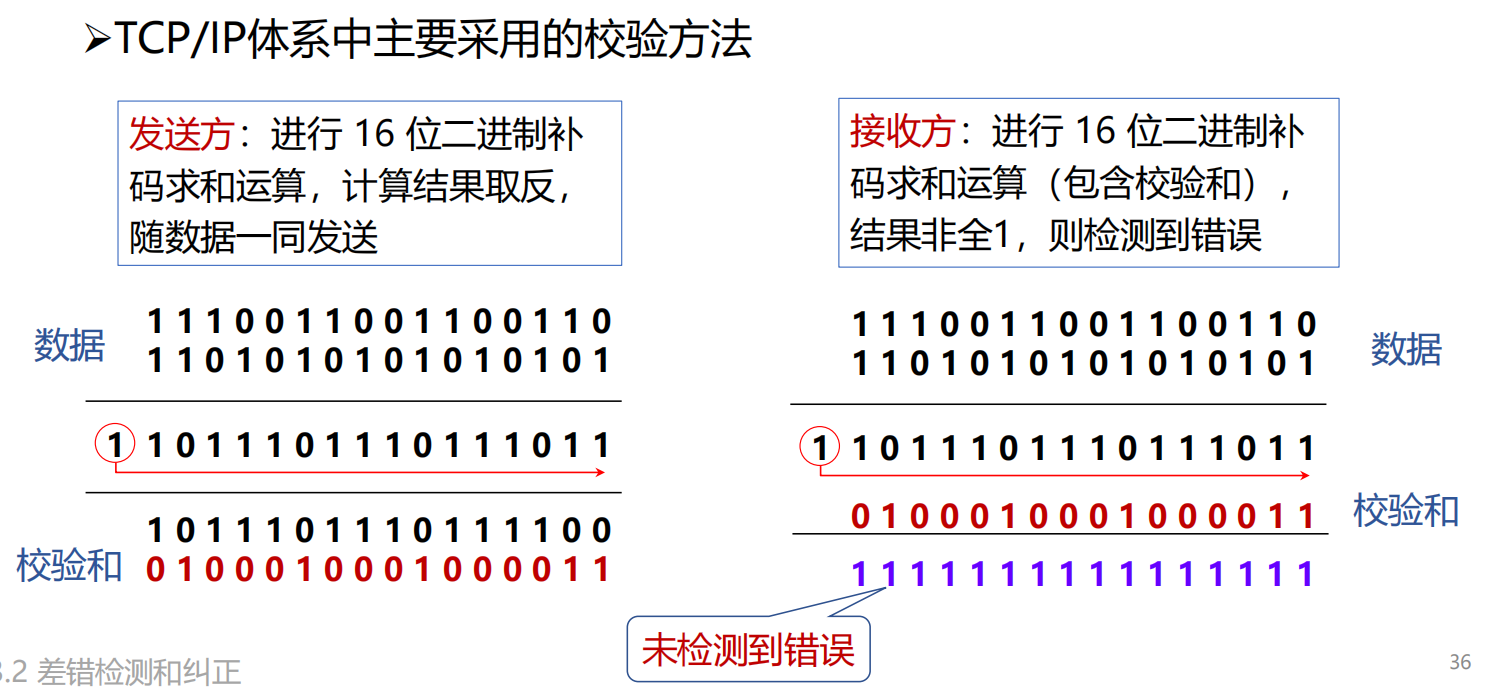 ➢TCP/IP体系中主要采用的校验方法
发送方：进行 16 位二进制补
码求和运算，计算结果取反，
随数据一同发送
接收方：进行 16 位二进制补
码求和运算（包含校验和），
结果非全1，则检测到错误
数据
1 1 1 0 0 1 1 0 0 1 1 0 0 1 1 0
1 1 0 1 0 1 0 1 0 1 0 1 0 1 0 1
1 1 0 1 1 1 0 1 1 1 0 1 1 1 0 1 1
1 0 1 1 1 0 1 1 1 0 1 1 1 1 0 0
校验和 0 1 0 0 0 1 0 0 0 1 0 0 0 0 1 1
1 1 1 0 0 1 1 0 0 1 1 0 0 1 1 0
1 1 0 1 0 1 0 1 0 1 0 1 0 1 0 1
数据
1 1 0 1 1 1 0 1 1 1 0 1 1 1 0 1 1
0 1 0 0 0 1 0 0 0 1 0 0 0 0 1 1 校验和
1 1 1 1 1 1 1 1 1 1 1 1 1 1 1 1
未检测到错误
.2 差错检测和纠正
36